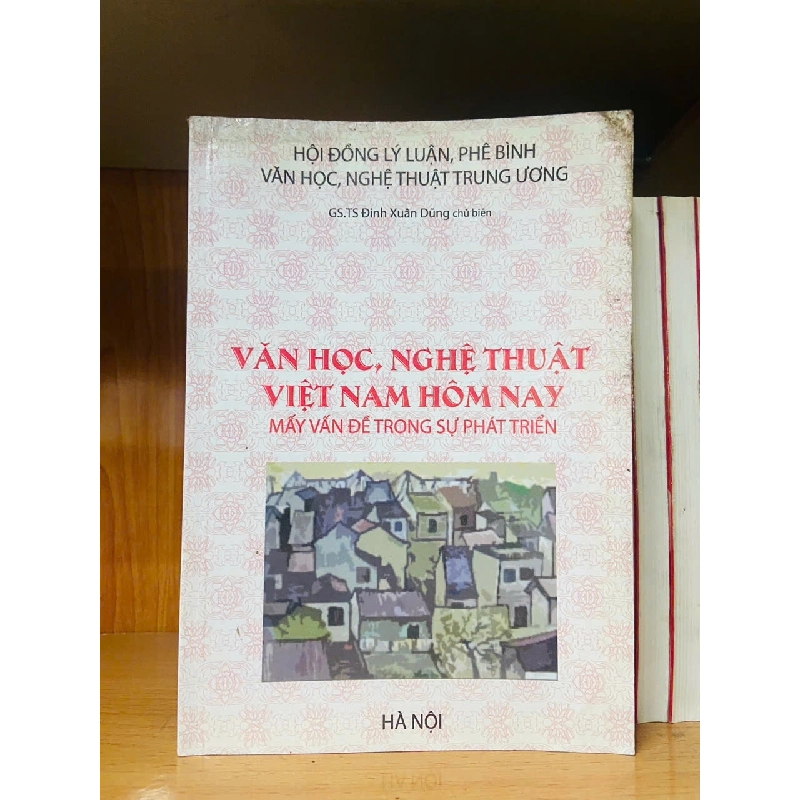 HỘI ĐỒNG LÝ LUẬN, PHÊ BÌNH
VĂN HỌC, NGHỆ THUẬT TRUNG ƯƠNG
GS.TS Đinh Xuân Dũng chủ biên
VĂN HỌC, NGHỆ THUẬT
VIỆT NAM HÔM NAY
MẤY VẤN ĐỀ TRONG SỰ PHÁT TRIỂN
HÀ NỘI